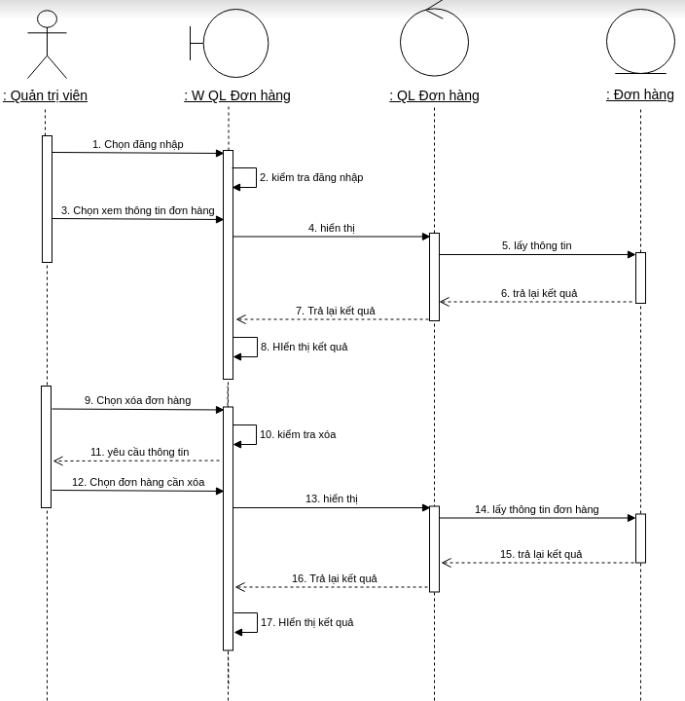 : Quản trị viên
: W QL Đơn hàng
: QL Đơn hàng
: Đơn hàng
1. Chọn đăng nhập
2. kiểm tra đăng nhập
3. Chọn xem thông tin đơn hàng
4. hiển thị
5. lấy thông tin
6. trả lại kết quả
7. Trả lại kết quả
8. HIển thị kết quả
9. Chọn xóa đơn hàng
10. kiểm tra xóa
11. yêu cầu thông tin
12. Chọn đơn hàng cần xóa
13. hiển thị
14. lấy thông tin đơn hàng
15. trả lại kết quả
16. Trả lại kết quả
17. HIển thị kết quả